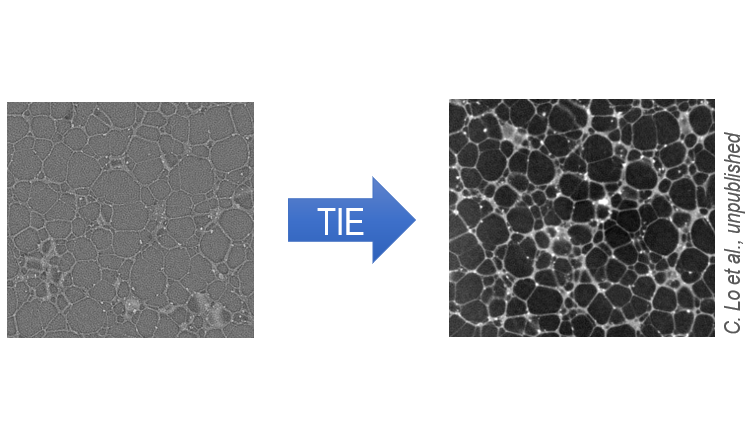 TIE
C. Lo et al., unpublished